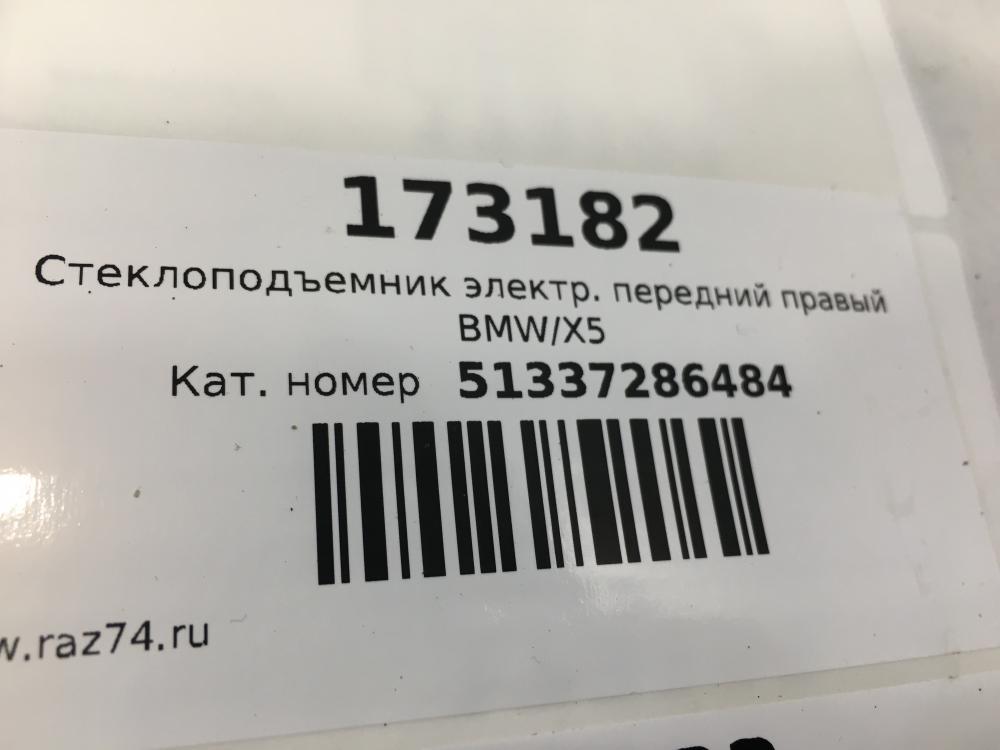 173182
Стеклоподъемник электр. передний правый
BMW/X5
Кат. номер 51337286484
w.raz74.ru